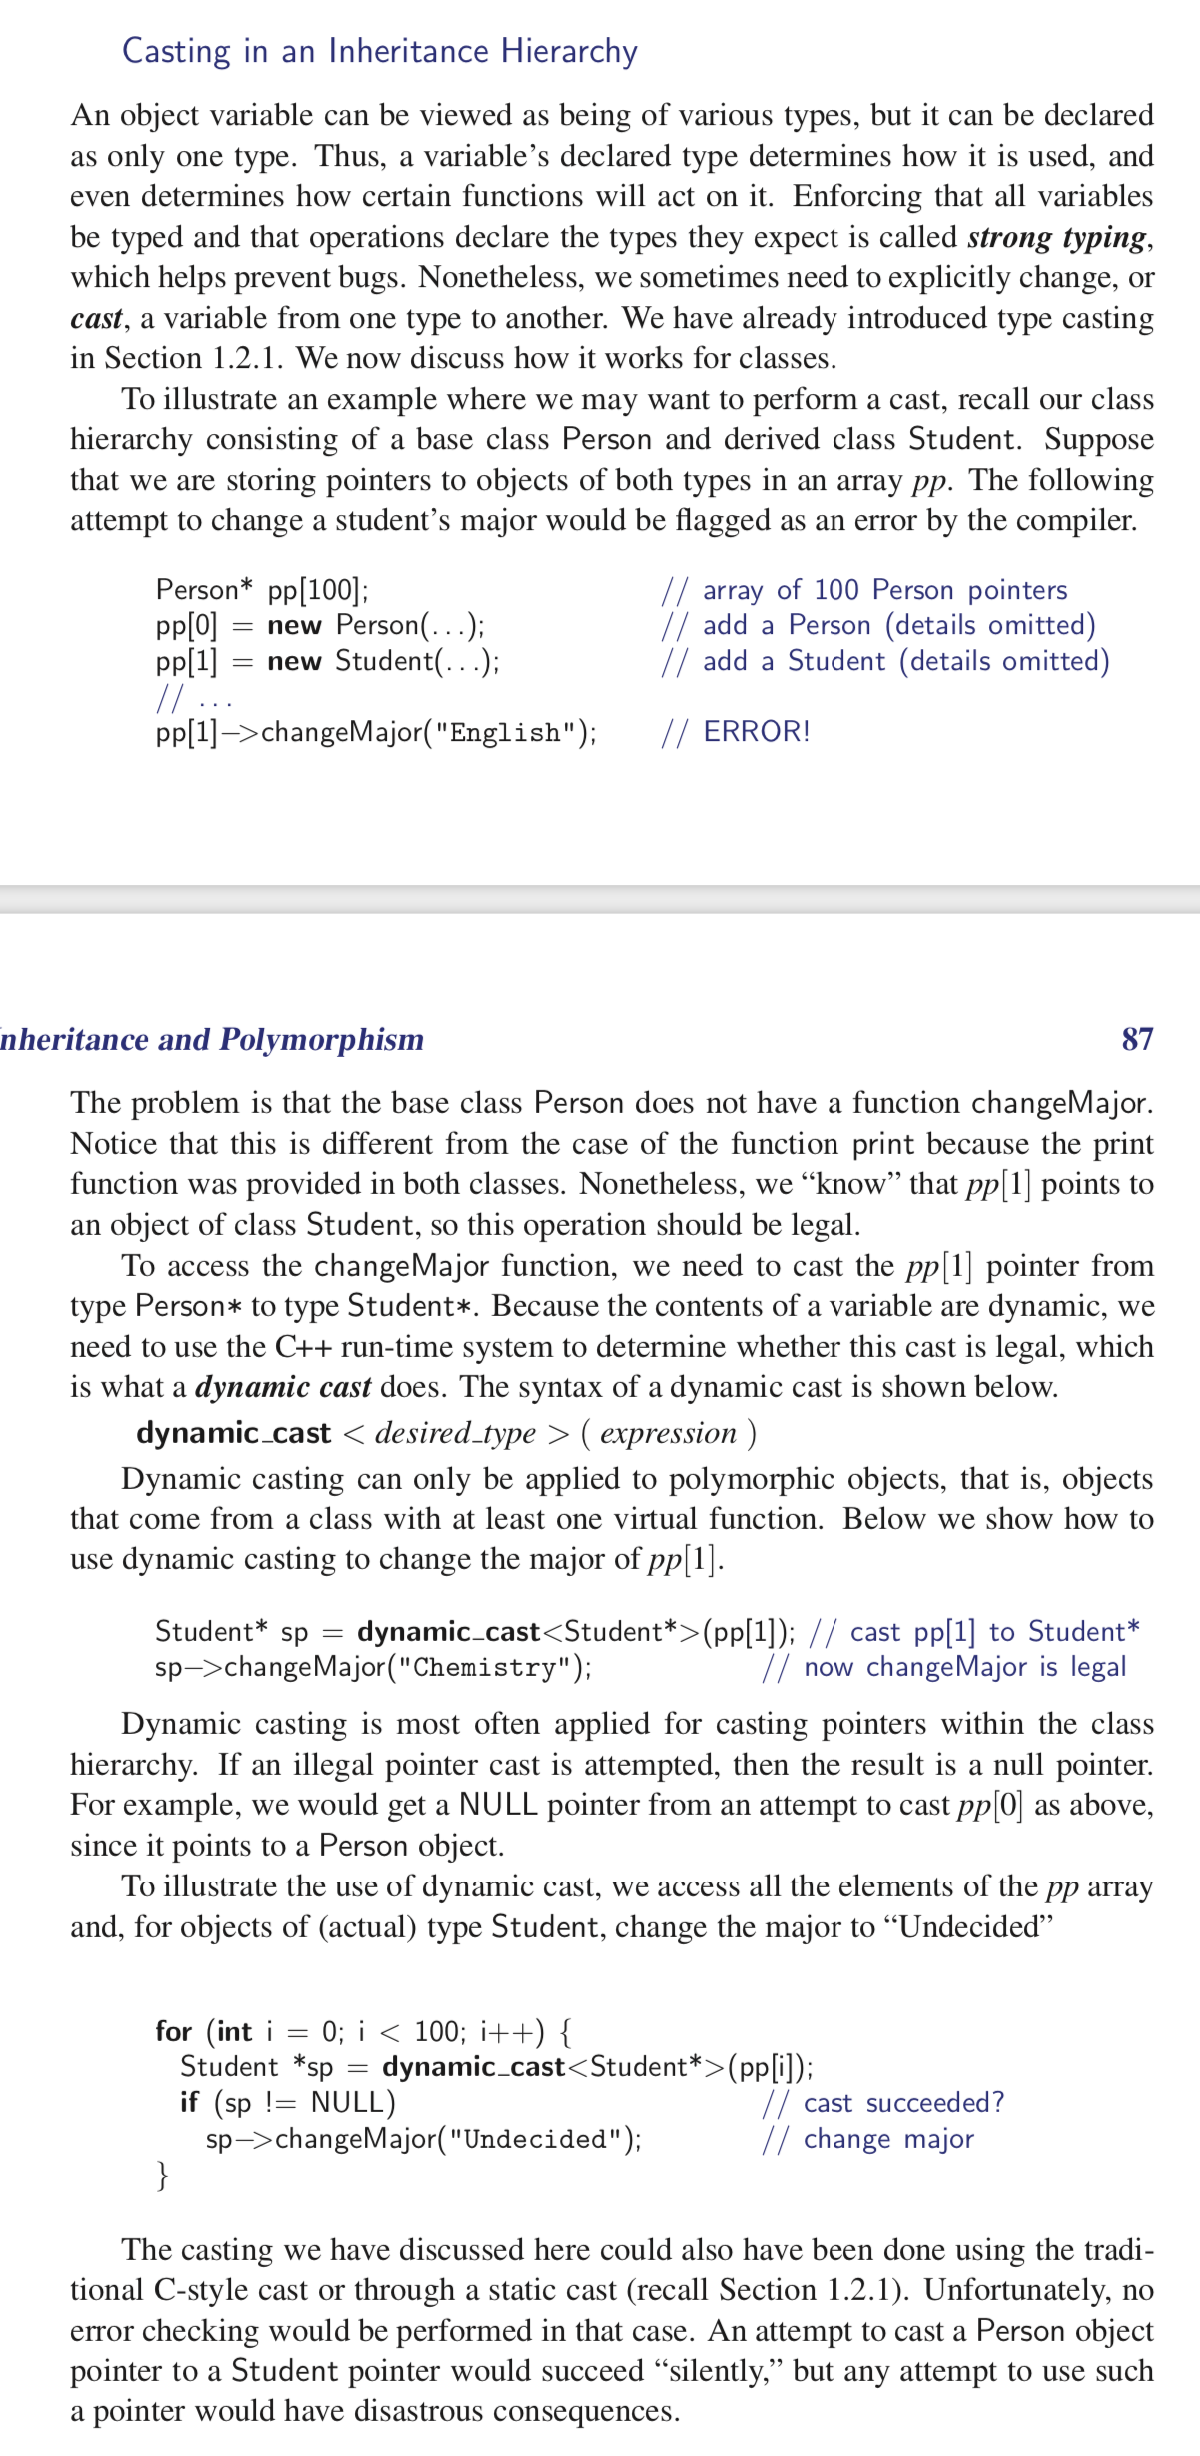 Casting in an Inheritance Hierarchy
An object variable can be viewed as being of various types, but it can be declared
as only one type. Thus, a variable’s declared type determines how it is used, and
even determines how certain functions will act on it. Enforcing that all variables
be typed and that operations declare the types they expect is called strong typing,
which helps prevent bugs. Nonetheless, we sometimes need to explicitly change, or
cast, a variable from one type to another. We have already introduced type casting
in Section 1.2.1. We now discuss how it works for classes.
To illustrate an example where we may want to perform a cast, recall our class
hierarchy consisting of a base class Person and derived class Student. Suppose
that we are storing pointers to objects of both types in an array pp. The following
attempt to change a student’s major would be flagged as an error by the compiler.
Person* pp[100]; // array of 100 Person pointers
pp[0] = new Person(. . .); // add a Person (details omitted)
pp[1] = new Student(. . .); // add a Student (details omitted)
// . . .
pp[1]−>changeMajor("English"); // ERROR!
nheritance and Polymorphism 87
The problem is that the base class Person does not have a function changeMajor.
Notice that this is different from the case of the function print because the print
function was provided in both classes. Nonetheless, we “know” that pp[1] points to
an object of class Student, so this operation should be legal.
To access the changeMajor function, we need to cast the pp[1] pointer from
type Person* to type Student*. Because the contents of a variable are dynamic, we
need to use the C++ run-time system to determine whether this cast is legal, which
is what a dynamic cast does. The syntax of a dynamic cast is shown below.
dynamic_cast < desired_type > ( expression )
Dynamic casting can only be applied to polymorphic objects, that is, objects
that come from a class with at least one virtual function. Below we show how to
use dynamic casting to change the major of pp[1].
Student* sp = dynamic_cast<Student*>(pp[1]); // cast pp[1] to Student*
sp−>changeMajor("Chemistry"); // now changeMajor is legal
Dynamic casting is most often applied for casting pointers within the class
hierarchy. If an illegal pointer cast is attempted, then the result is a null pointer.
For example, we would get a NULL pointer from an attempt to cast pp[0] as above,
since it points to a Person object.
To illustrate the use of dynamic cast, we access all the elements of the pp array
and, for objects of (actual) type Student, change the major to “Undecided”
for (int i = 0; i < 100; i++) {
Student *sp = dynamic_cast<Student*>(pp[i]);
if (sp != NULL) // cast succeeded?
sp−>changeMajor("Undecided"); // change major
}
The casting we have discussed here could also have been done using the tradi-
tional C-style cast or through a static cast (recall Section 1.2.1). Unfortunately, no
error checking would be performed in that case. An attempt to cast a Person object
pointer to a Student pointer would succeed “silently,” but any attempt to use such
a pointer would have disastrous consequences.